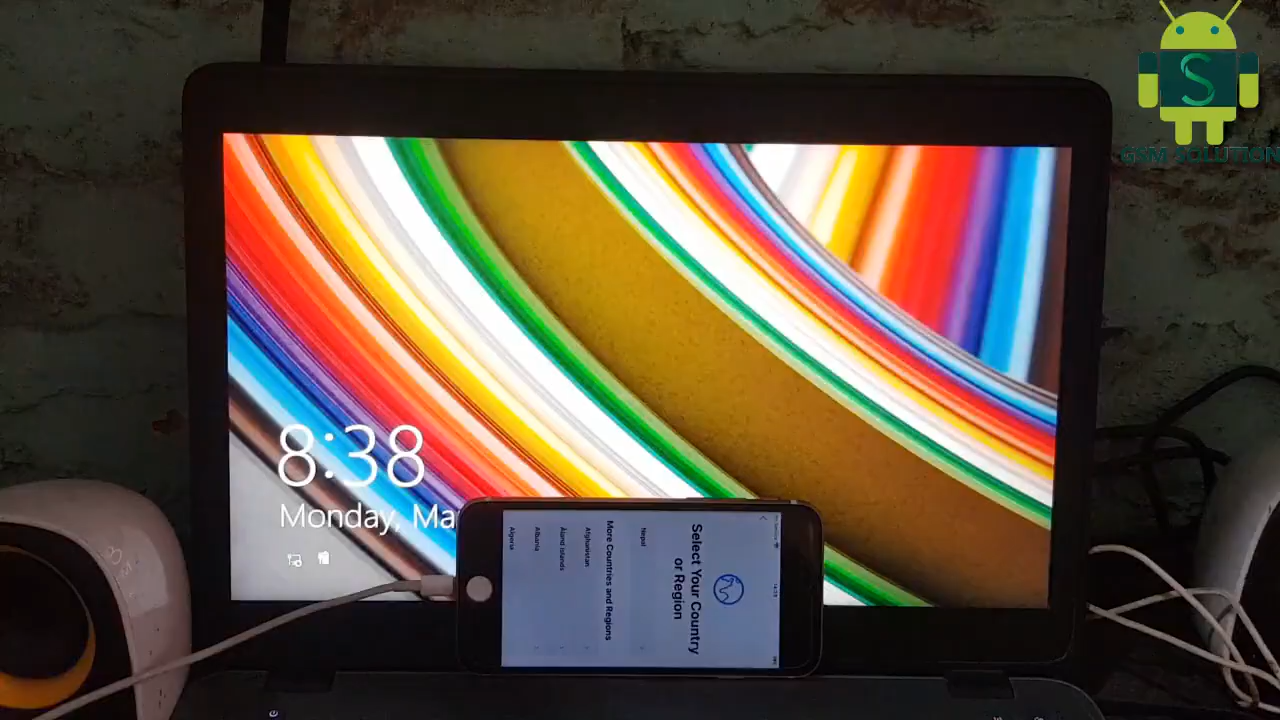 GSM SOLUTION
8:38
Monday, Ma
Select Your Country
or Region
Nepal
More Countries and Regions
Afghanistan
Åland Islands
Albania
Algeria